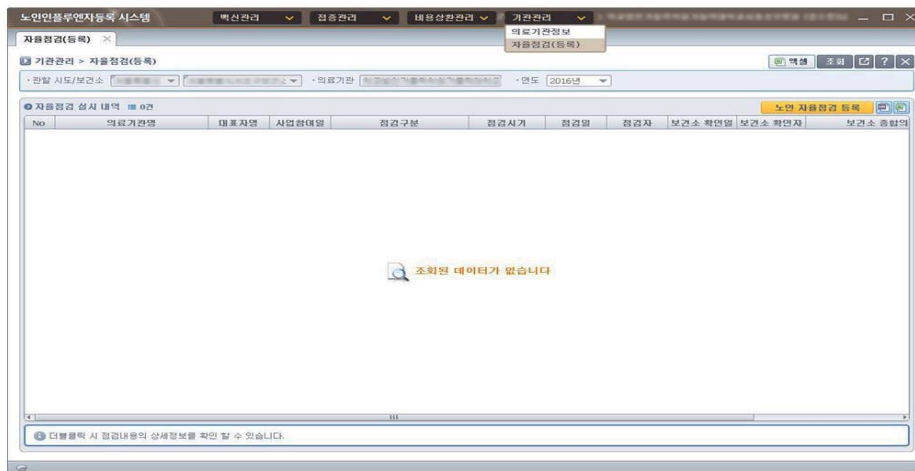 노인인플루엔자등록 시스템 백신관리 접종관리 비용상환관리 기관관리
의료기관정보
자율점검(등록)
자율점검(등록)
기관관리 > 자율점검(등록) 엑셀 조회 ?
·관할 시도/보건소 ·의료기관 ·연도 2016년
자율점검 실시 내역 0건 노인 자율점검 등록
No 의료기관명 대표자명 사업참여일 점검구분 점검시기 점검일 점검자 보건소 확인일 보건소 확인자 보건소 종합의
조회된 데이터가 없습니다
더블클릭 시 점검내용의 상세정보를 확인 할 수 있습니다.